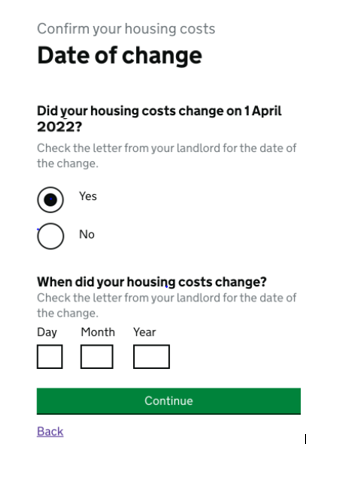 Confirm your housing costs
Date of change
Did your housing costs change on 1 April
2022?
Check the letter from your landlord for the date of
the change.
Yes
No
When did your housing costs change?
Check the letter from your landlord for the date of
the change.
Day Month Year
Continue
Back